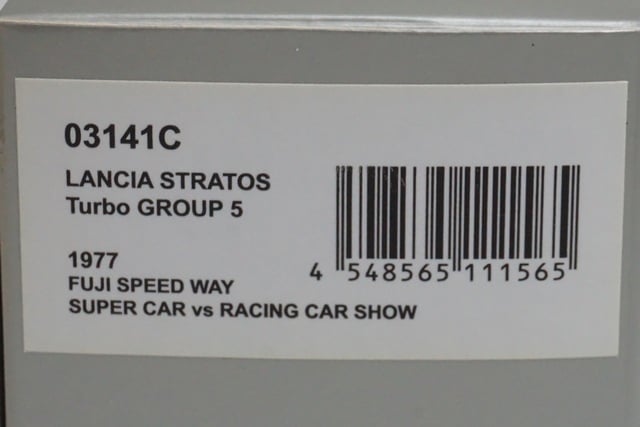 03141C
LANCIA STRATOS
Turbo GROUP 5
1977
FUJI SPEED WAY
SUPER CAR vs RACING CAR SHOW
4 548565 111565